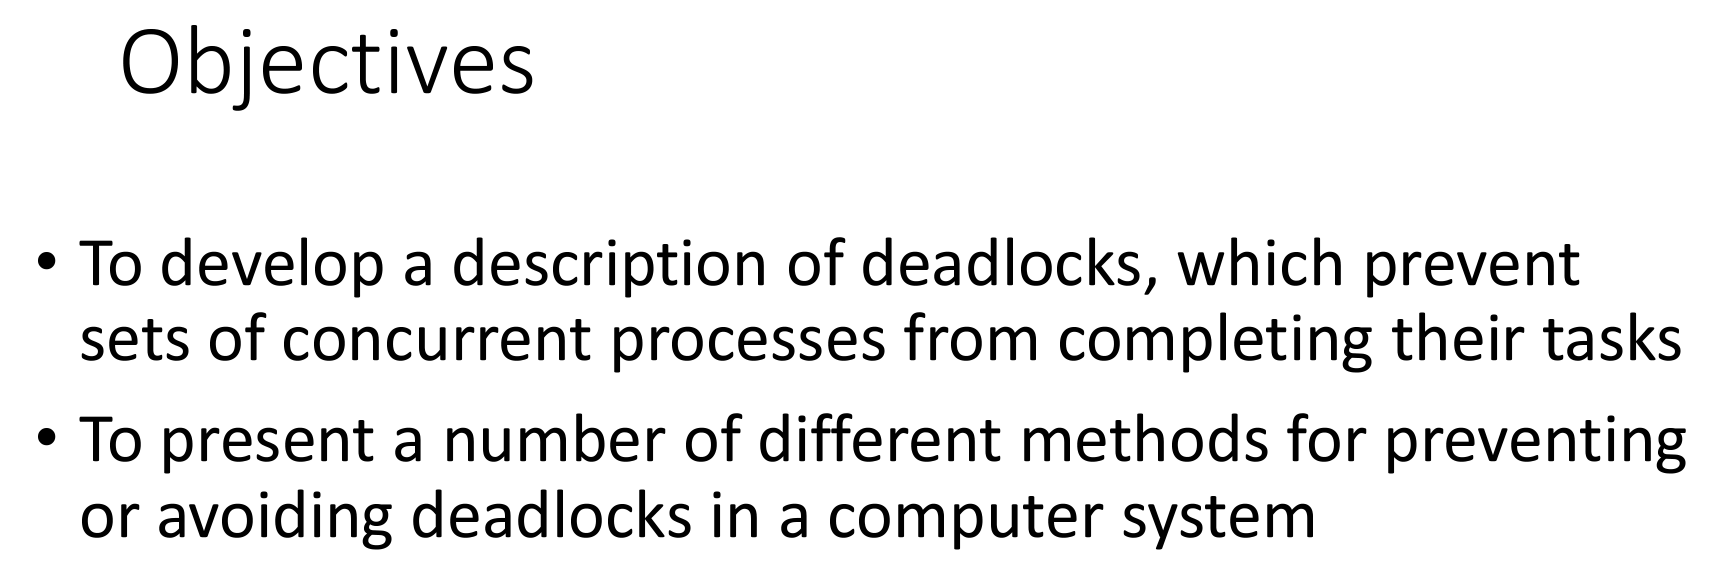 Objectives
• To develop a description of deadlocks, which prevent
sets of concurrent processes from completing their tasks
• To present a number of different methods for preventing
or avoiding deadlocks in a computer system